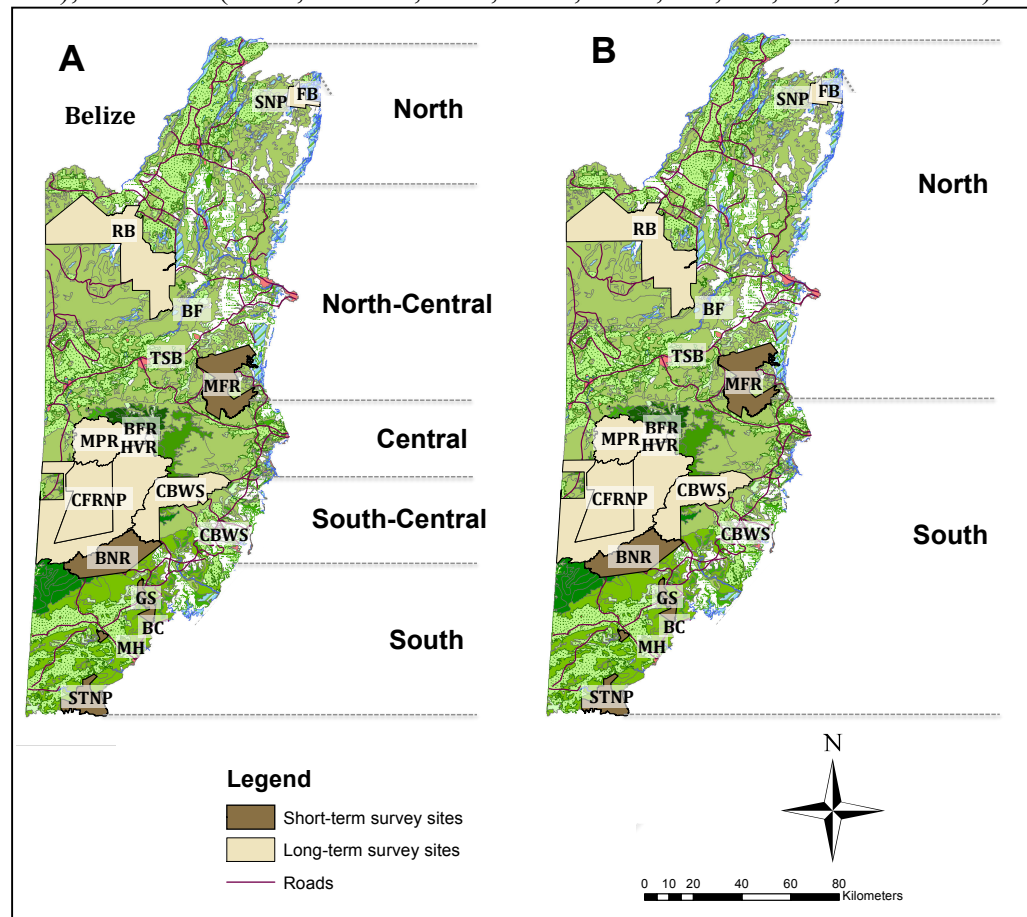 A
Belize
SNP
FB
North
RB
North-Central
BF
TSB
MFR
BFR
MPR
HVR
Central
CFRNP
CBWS
South-Central
CBWS
BNR
GS
BC
MH
South
STNP
B
SNP
FB
North
RB
BF
TSB
MFR
BFR
MPR
HVR
CBWS
CFRNP
CBWS
South
BNR
GS
BC
MH
STNP
Legend
Short-term survey sites
Long-term survey sites
Roads
N
0 10 20 40 60 80
Kilometers